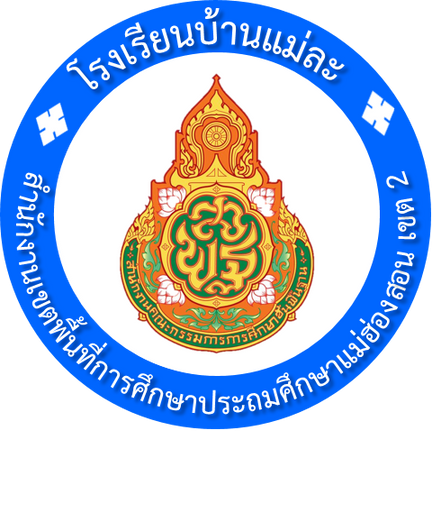 โรงเรียนบ้านแม่ละ
สพฐ
สำนักงานคณะกรรมการการศึกษาขั้นพื้นฐาน
สำนักงานเขตพื้นที่การศึกษาประถมศึกษาแม่ฮ่องสอน เขต 2